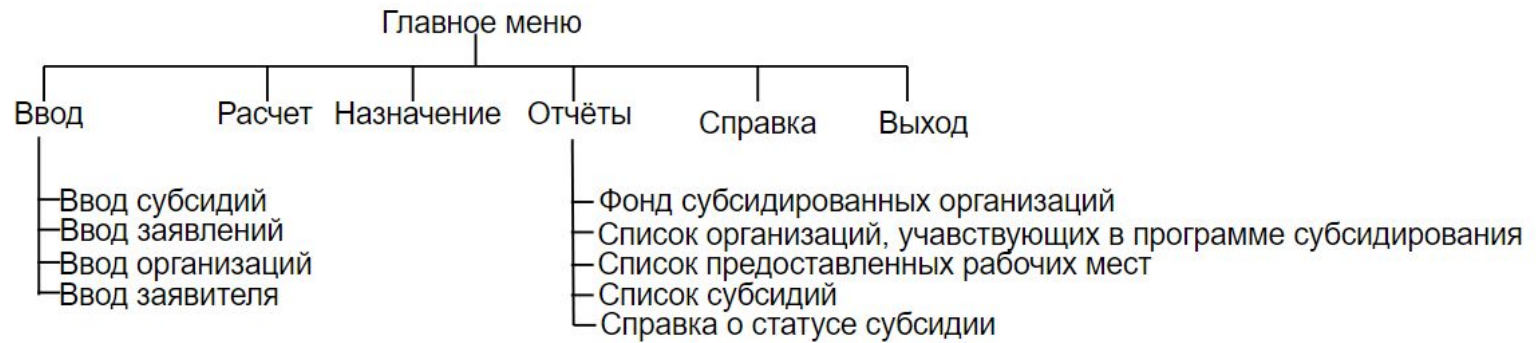 Главное меню
Ввод Расчет Назначение Отчёты Справка Выход
Ввод субсидий
Ввод заявлений
Ввод организаций
Ввод заявителя
Фонд субсидированных организаций
Список организаций, учавствующих в программе субсидирования
Список предоставленных рабочих мест
Список субсидий
Справка о статусе субсидии